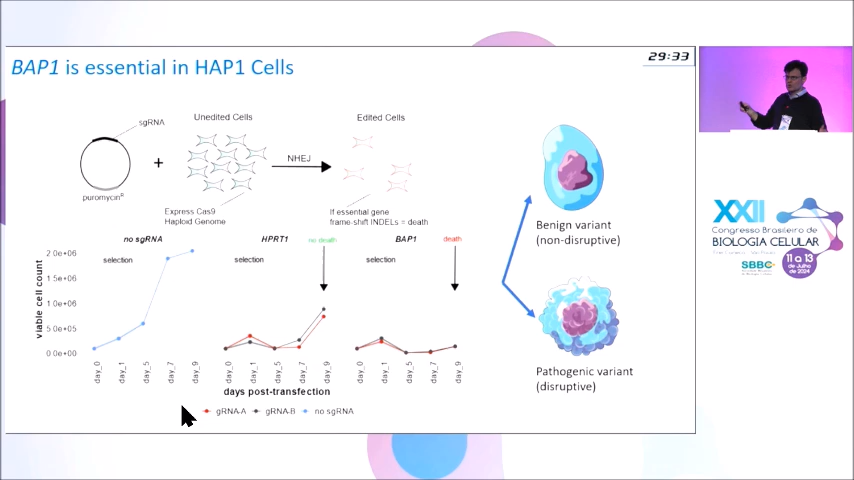 29:33
BAP1 is essential in HAP1 Cells
sgRNA
Unedited Cells
Edited Cells
+
NHEJ
puromycinᴿ
Express Cas9
Haploid Genome
If essential gene
frame-shift INDELs = death
no sgRNA
HPRT1
no death
BAP1
death
selection
selection
selection
viable cell count
2.0e+06
1.5e+06
1.0e+06
5.0e+05
0.0e+00
day_0
day_1
day_5
day_7
day_9
day_0
day_1
day_5
day_7
day_9
day_0
day_1
day_5
day_7
day_9
days post-transfection
gRNA-A
gRNA-B
no sgRNA
Benign variant
(non-disruptive)
Pathogenic variant
(disruptive)
XXII
Congresso Brasileiro de
BIOLOGIA CELULAR
SBBC
11 a 13
de Julho
de 2024